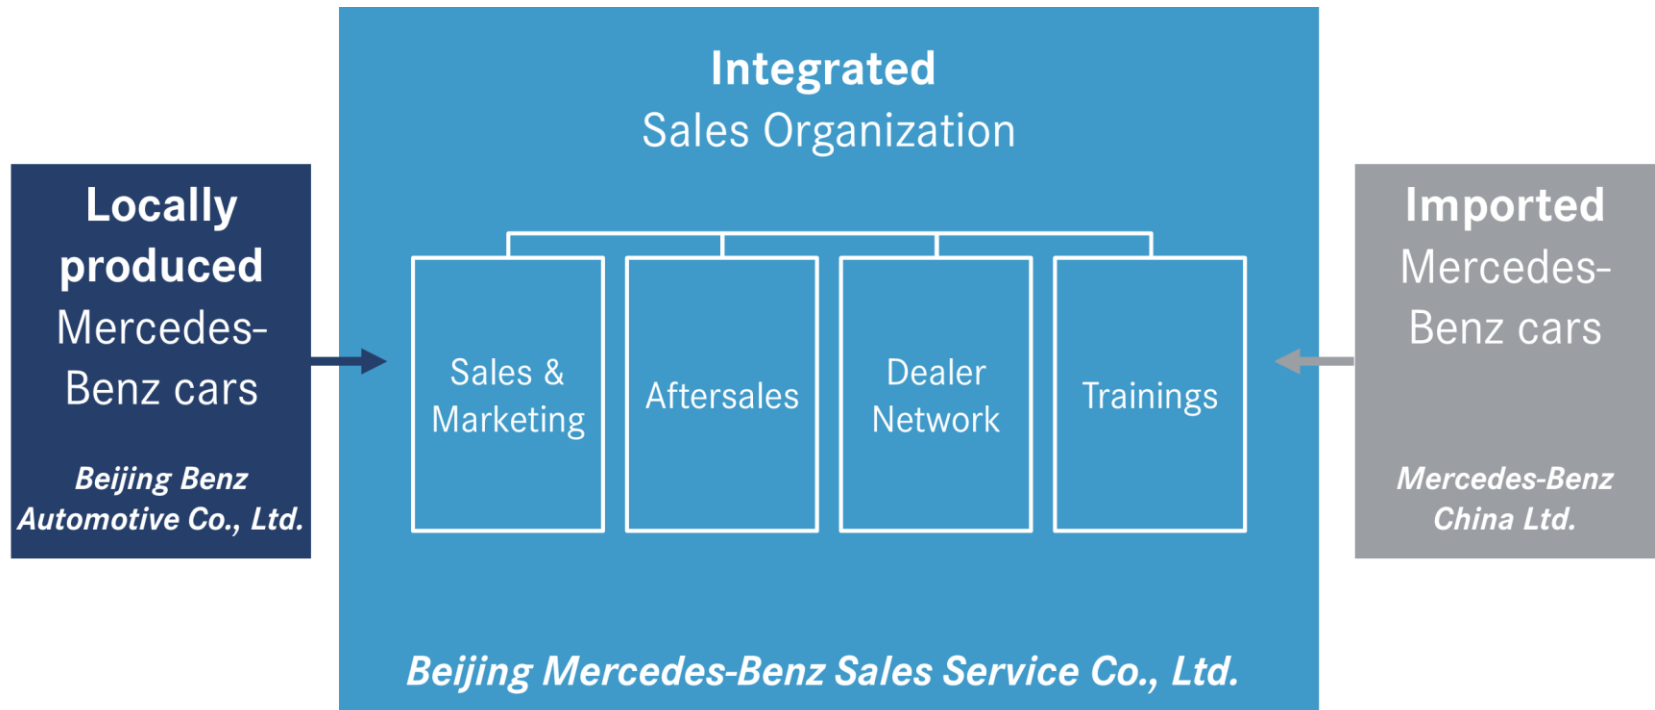 Integrated
Sales Organization
Locally
produced
Mercedes-
Benz cars
Beijing Benz
Automotive Co., Ltd.
Sales &
Marketing
Aftersales
Dealer
Network
Trainings
Imported
Mercedes-
Benz cars
Mercedes-Benz
China Ltd.
Beijing Mercedes-Benz Sales Service Co., Ltd.